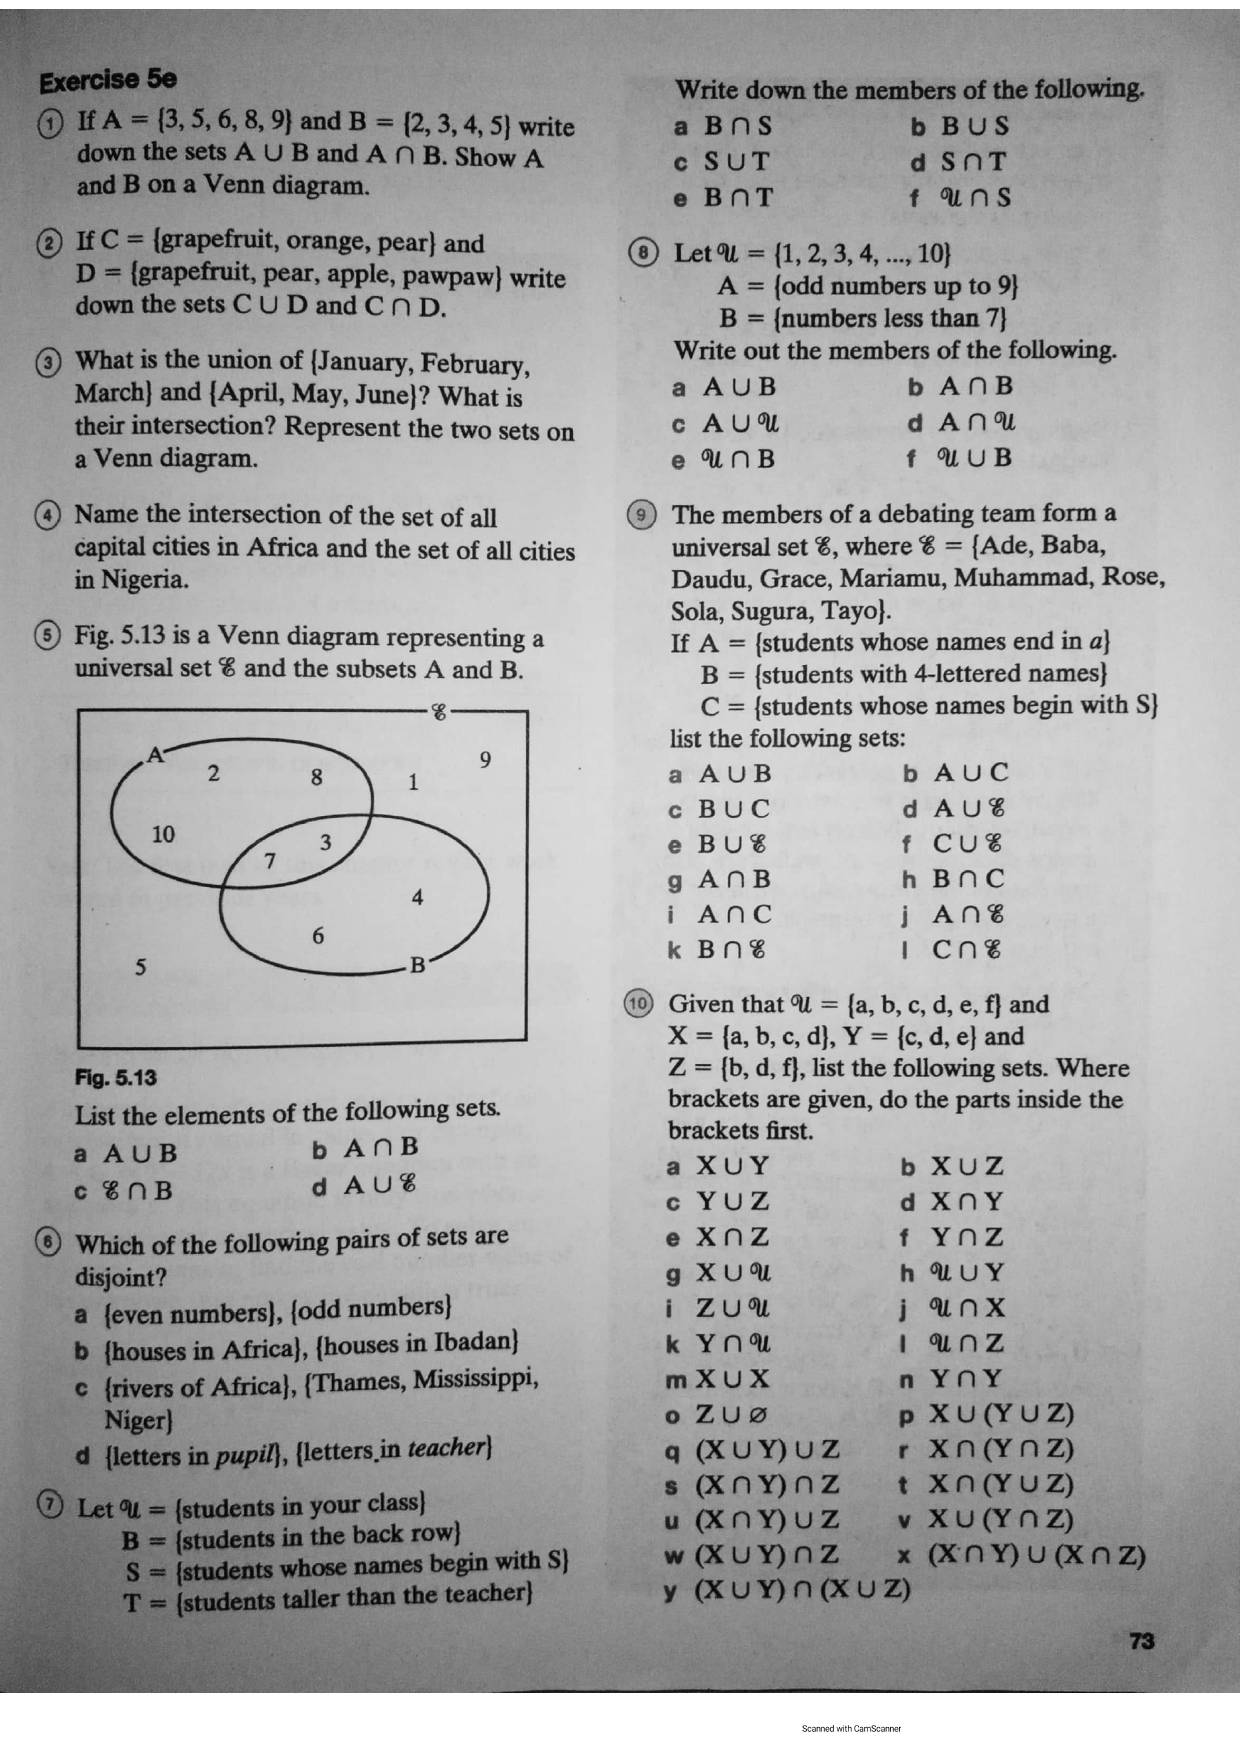 Exercise 5e
① If A = {3, 5, 6, 8, 9} and B = {2, 3, 4, 5} write
down the sets A ∪ B and A ∩ B. Show A
and B on a Venn diagram.
② If C = {grapefruit, orange, pear} and
D = {grapefruit, pear, apple, pawpaw} write
down the sets C ∪ D and C ∩ D.
③ What is the union of {January, February,
March} and {April, May, June}? What is
their intersection? Represent the two sets on
a Venn diagram.
④ Name the intersection of the set of all
capital cities in Africa and the set of all cities
in Nigeria.
⑤ Fig. 5.13 is a Venn diagram representing a
universal set ℰ and the subsets A and B.
ℰ
A
2
8
1
9
10
3
7
4
6
5
B
Fig. 5.13
List the elements of the following sets.
a A ∪ B b A ∩ B
c ℰ ∩ B d A ∪ ℰ
⑥ Which of the following pairs of sets are
disjoint?
a {even numbers}, {odd numbers}
b {houses in Africa}, {houses in Ibadan}
c {rivers of Africa}, {Thames, Mississippi,
Niger}
d {letters in pupil}, {letters in teacher}
⑦ Let 𝒰 = {students in your class}
B = {students in the back row}
S = {students whose names begin with S}
T = {students taller than the teacher}
Write down the members of the following.
a B ∩ S b B ∪ S
c S ∪ T d S ∩ T
e B ∩ T f 𝒰 ∩ S
⑧ Let 𝒰 = {1, 2, 3, 4, ..., 10}
A = {odd numbers up to 9}
B = {numbers less than 7}
Write out the members of the following.
a A ∪ B b A ∩ B
c A ∪ 𝒰 d A ∩ 𝒰
e 𝒰 ∩ B f 𝒰 ∪ B
⑨ The members of a debating team form a
universal set ℰ, where ℰ = {Ade, Baba,
Daudu, Grace, Mariamu, Muhammad, Rose,
Sola, Sugura, Tayo}.
If A = {students whose names end in a}
B = {students with 4-lettered names}
C = {students whose names begin with S}
list the following sets:
a A ∪ B b A ∪ C
c B ∪ C d A ∪ ℰ
e B ∪ ℰ f C ∪ ℰ
g A ∩ B h B ∩ C
i A ∩ C j A ∩ ℰ
k B ∩ ℰ l C ∩ ℰ
⑩ Given that 𝒰 = {a, b, c, d, e, f} and
X = {a, b, c, d}, Y = {c, d, e} and
Z = {b, d, f}, list the following sets. Where
brackets are given, do the parts inside the
brackets first.
a X ∪ Y b X ∪ Z
c Y ∪ Z d X ∩ Y
e X ∩ Z f Y ∩ Z
g X ∪ 𝒰 h 𝒰 ∪ Y
i Z ∪ 𝒰 j 𝒰 ∩ X
k Y ∩ 𝒰 l 𝒰 ∩ Z
m X ∪ X n Y ∩ Y
o Z ∪ ∅ p X ∪ (Y ∪ Z)
q (X ∪ Y) ∪ Z r X ∩ (Y ∩ Z)
s (X ∩ Y) ∩ Z t X ∩ (Y ∪ Z)
u (X ∩ Y) ∪ Z v X ∪ (Y ∩ Z)
w (X ∪ Y) ∩ Z x (X ∩ Y) ∪ (X ∩ Z)
y (X ∪ Y) ∩ (X ∪ Z)
73
Scanned with CamScanner